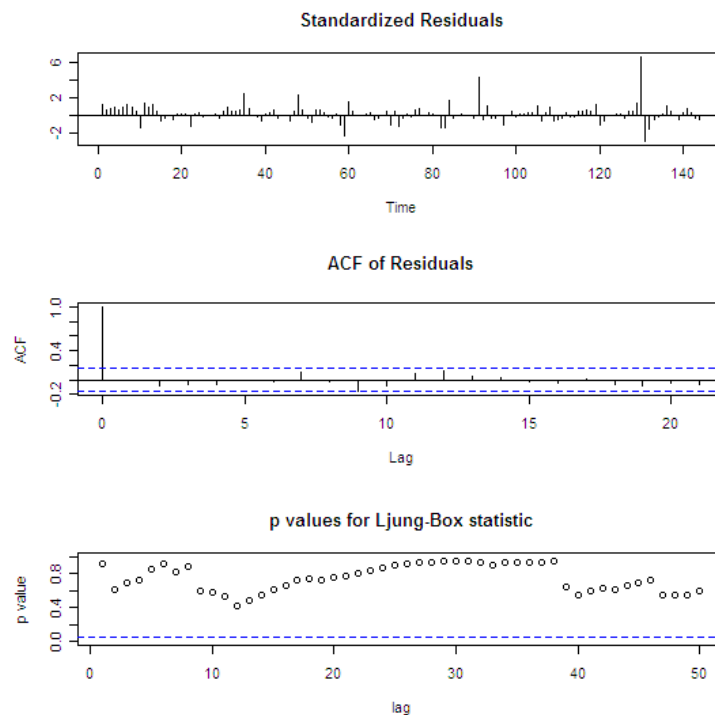 Standardized Residuals
6
2
-2
0 20 40 60 80 100 120 140
Time
ACF of Residuals
1.0
0.4
-0.2
ACF
0 5 10 15 20
Lag
p values for Ljung-Box statistic
0.8
0.4
0.0
p value
0 10 20 30 40 50
lag